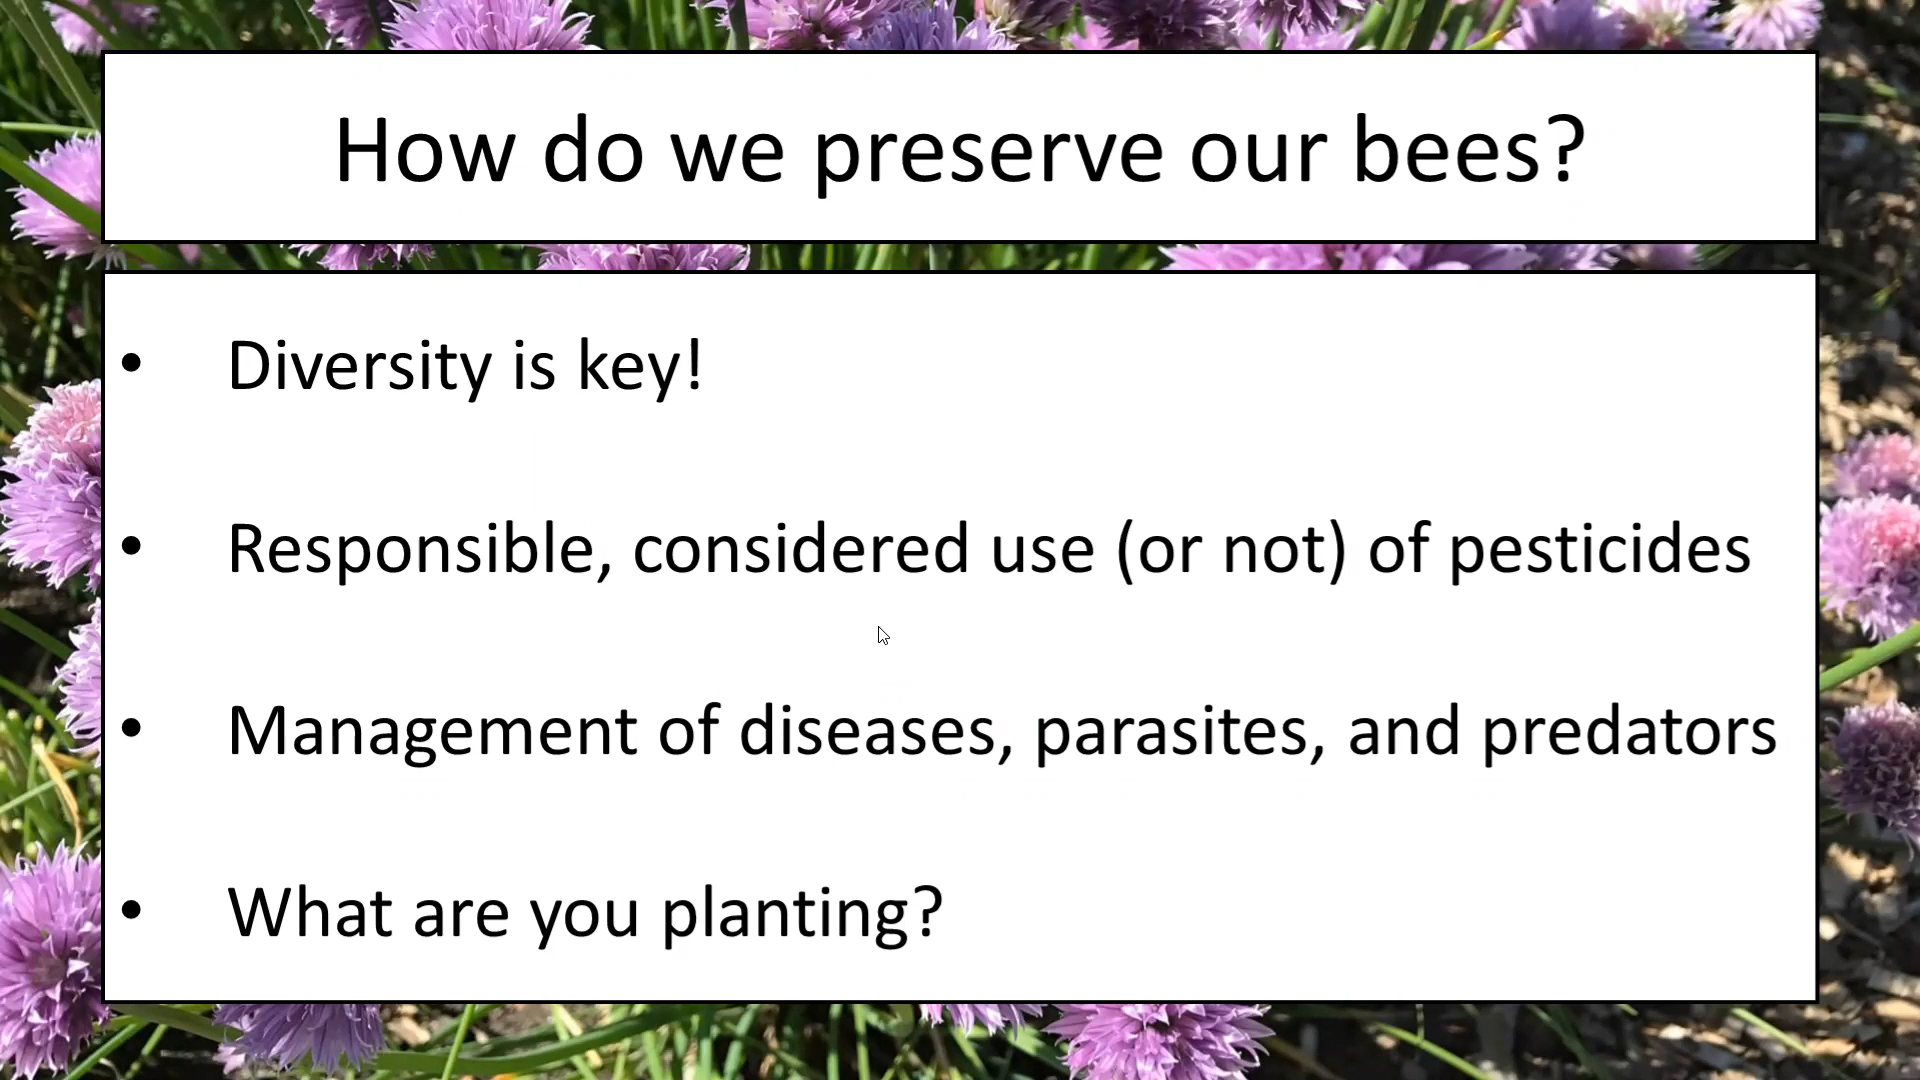 How do we preserve our bees?
• Diversity is key!
• Responsible, considered use (or not) of pesticides
• Management of diseases, parasites, and predators
• What are you planting?